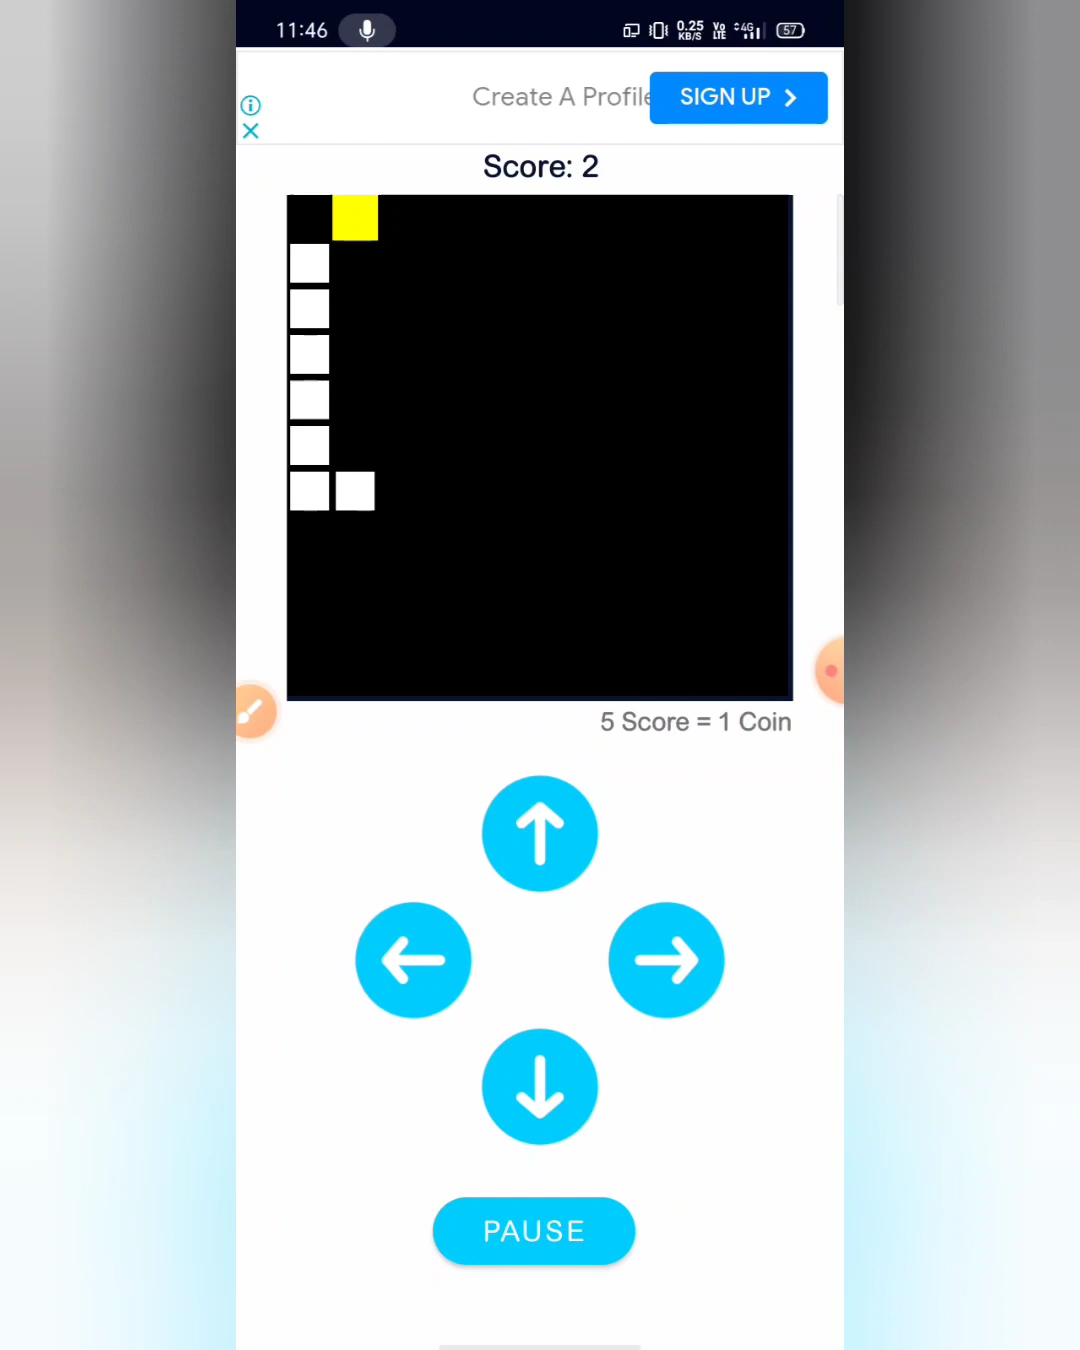 11:46
0.25 KB/S Vo LTE 4G 57
Create A Profile
SIGN UP
Score: 2
5 Score = 1 Coin
PAUSE